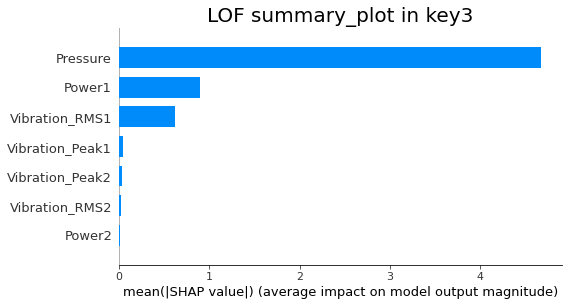 LOF summary_plot in key3
Pressure
Power1
Vibration_RMS1
Vibration_Peak1
Vibration_Peak2
Vibration_RMS2
Power2
0 1 2 3 4
mean(|SHAP value|) (average impact on model output magnitude)